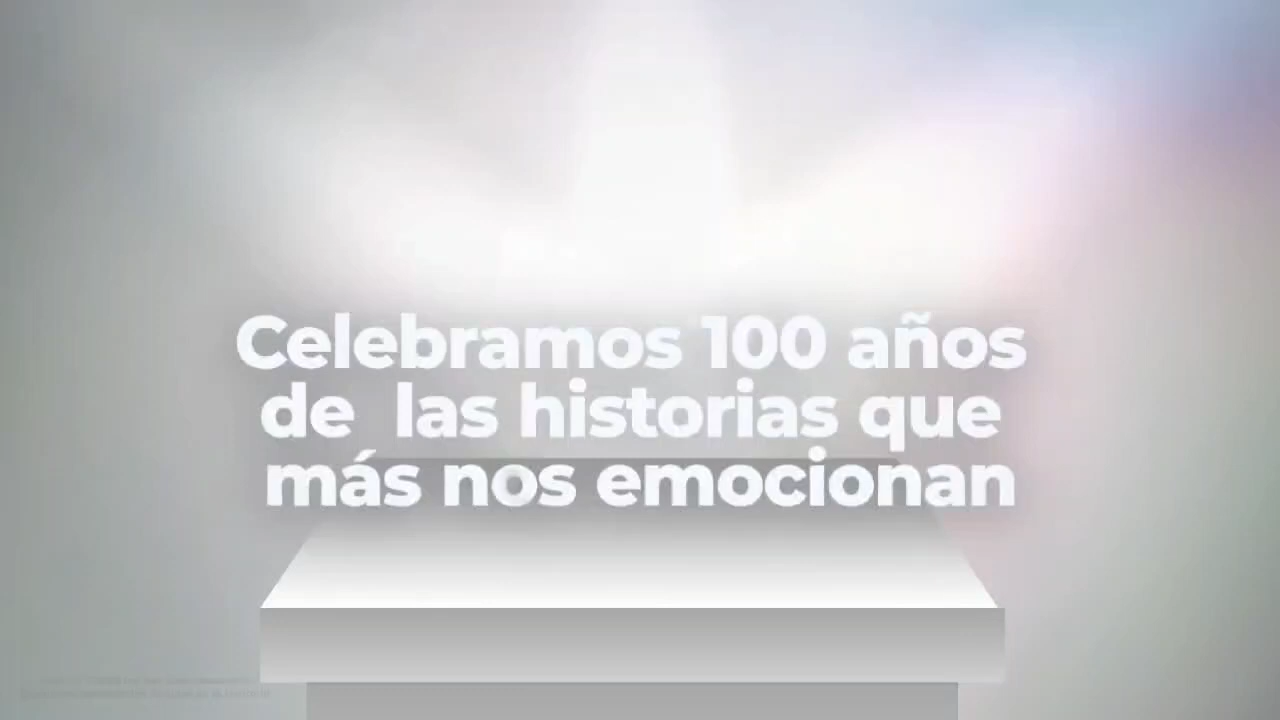 Celebramos 100 años
de las historias que
más nos emocionan